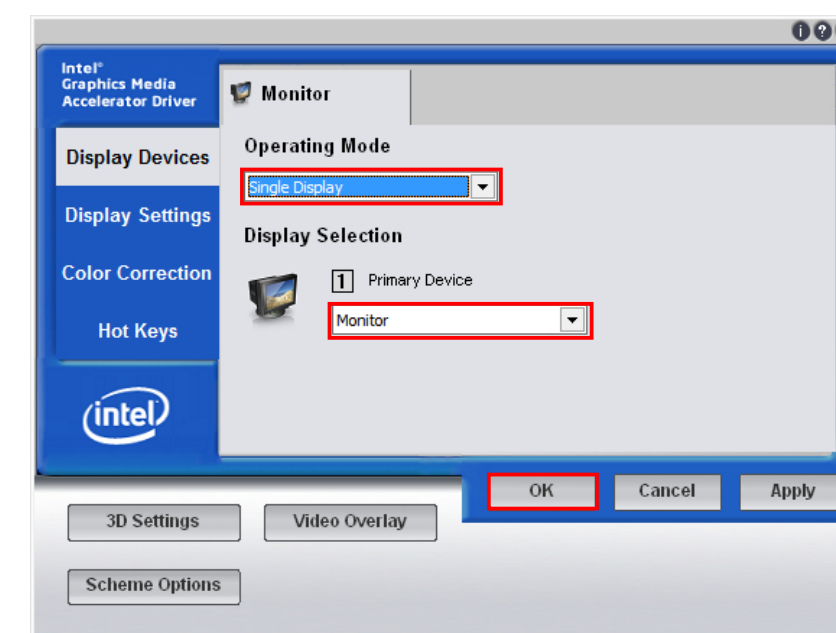 Intel®
Graphics Media
Accelerator Driver
Monitor
Display Devices
Display Settings
Color Correction
Hot Keys
intel
Operating Mode
Single Display
Display Selection
1 Primary Device
Monitor
OK Cancel Apply
3D Settings Video Overlay
Scheme Options